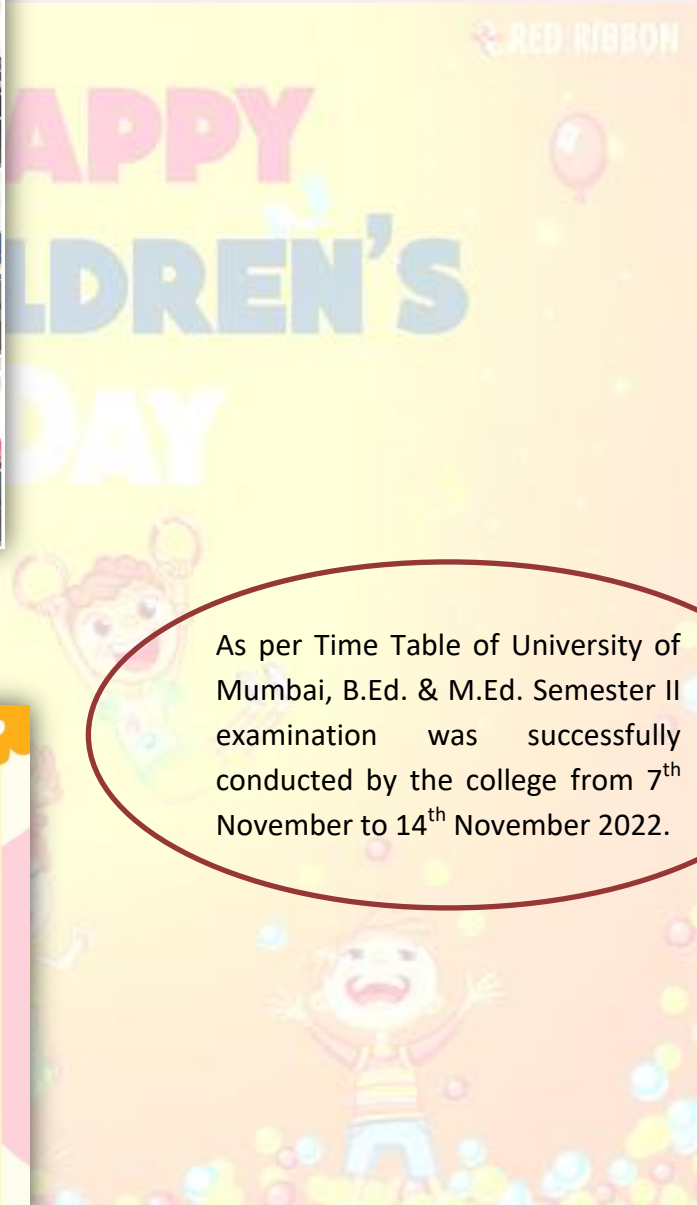 RED RIBBON
APPY
LDREN'S
DAY
As per Time Table of University of
Mumbai, B.Ed. & M.Ed. Semester II
examination was successfully
conducted by the college from 7th
November to 14th November 2022.